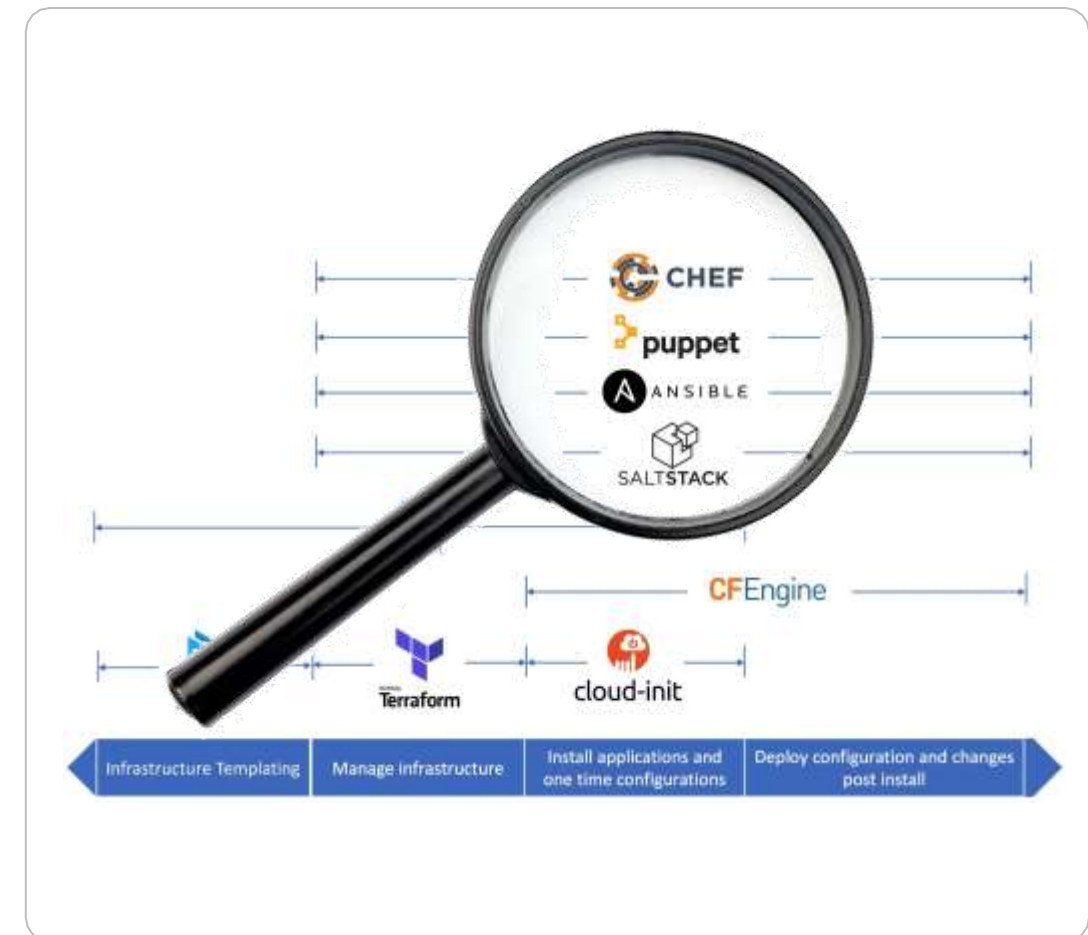 CHEF
puppet
ANSIBLE
SALTSTACK
CFEngine
Terraform
cloud-init
Infrastructure Templating
Manage infrastructure
Install applications and
one time configurations
Deploy configuration and changes
post install